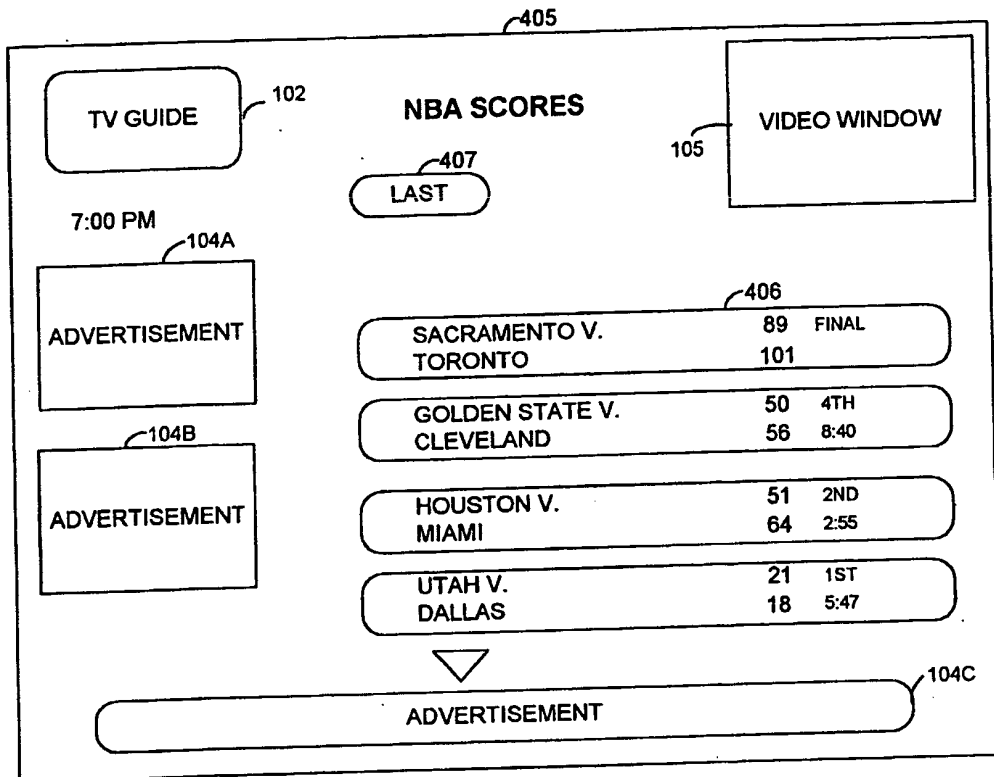 405
TV GUIDE
102
NBA SCORES
105
VIDEO WINDOW
407
LAST
7:00 PM
104A
ADVERTISEMENT
406
SACRAMENTO V. 89 FINAL
TORONTO 101
GOLDEN STATE V. 50 4TH
CLEVELAND 56 8:40
104B
ADVERTISEMENT
HOUSTON V. 51 2ND
MIAMI 64 2:55
UTAH V. 21 1ST
DALLAS 18 5:47
104C
ADVERTISEMENT